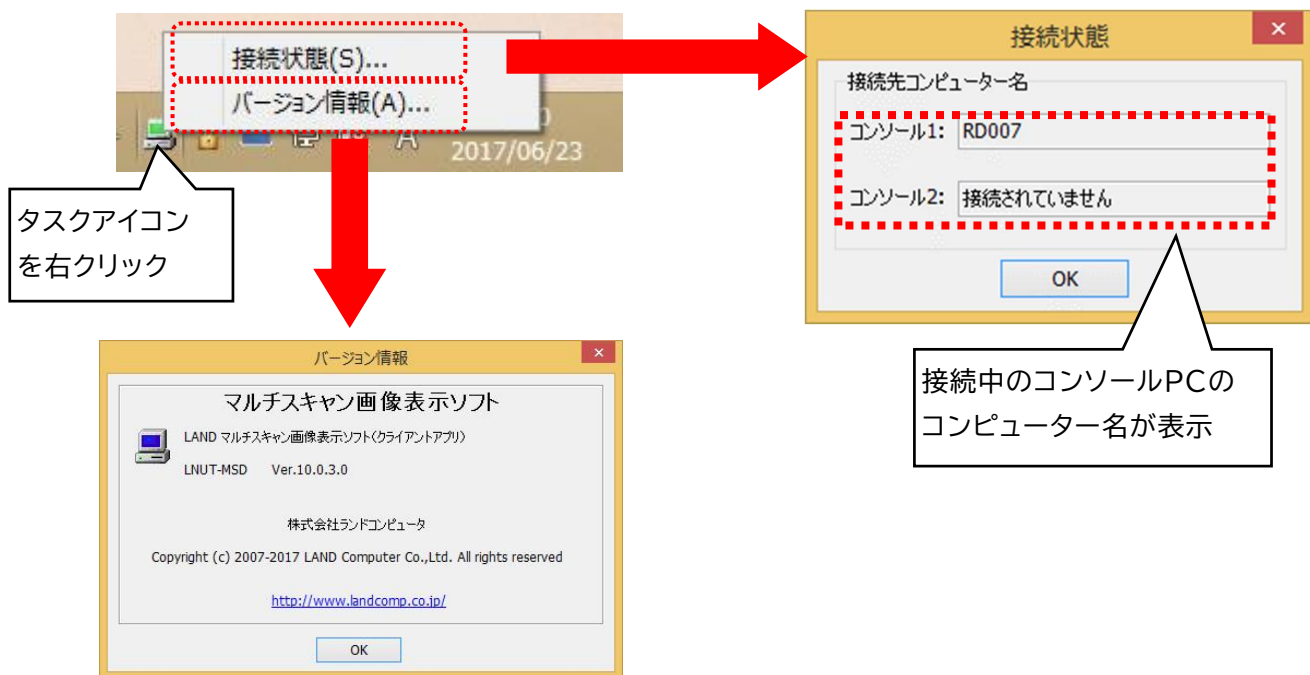 接続状態(S)...
バージョン情報(A)...
A
2017/06/23
タスクアイコン
を右クリック
接続状態
接続先コンピューター名
コンソール1: RD007
コンソール2: 接続されていません
OK
接続中のコンソールPCの
コンピューター名が表示
バージョン情報
マルチスキャン画像表示ソフト
LAND マルチスキャン画像表示ソフト(クライアントアプリ)
LNUT-MSD Ver.10.0.3.0
株式会社ランドコンピュータ
Copyright (c) 2007-2017 LAND Computer Co.,Ltd. All rights reserved
http://www.landcomp.co.jp/
OK